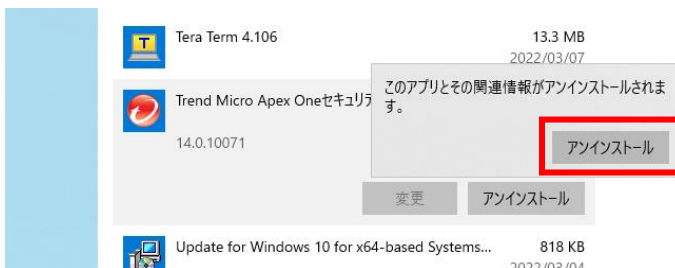 Tera Term 4.106
13.3 MB
2022/03/07
Trend Micro Apex Oneセキュリテ
このアプリとその関連情報がアンインストールされま
す。
14.0.10071
アンインストール
変更
アンインストール
Update for Windows 10 for x64-based Systems...
818 KB
2022/03/04